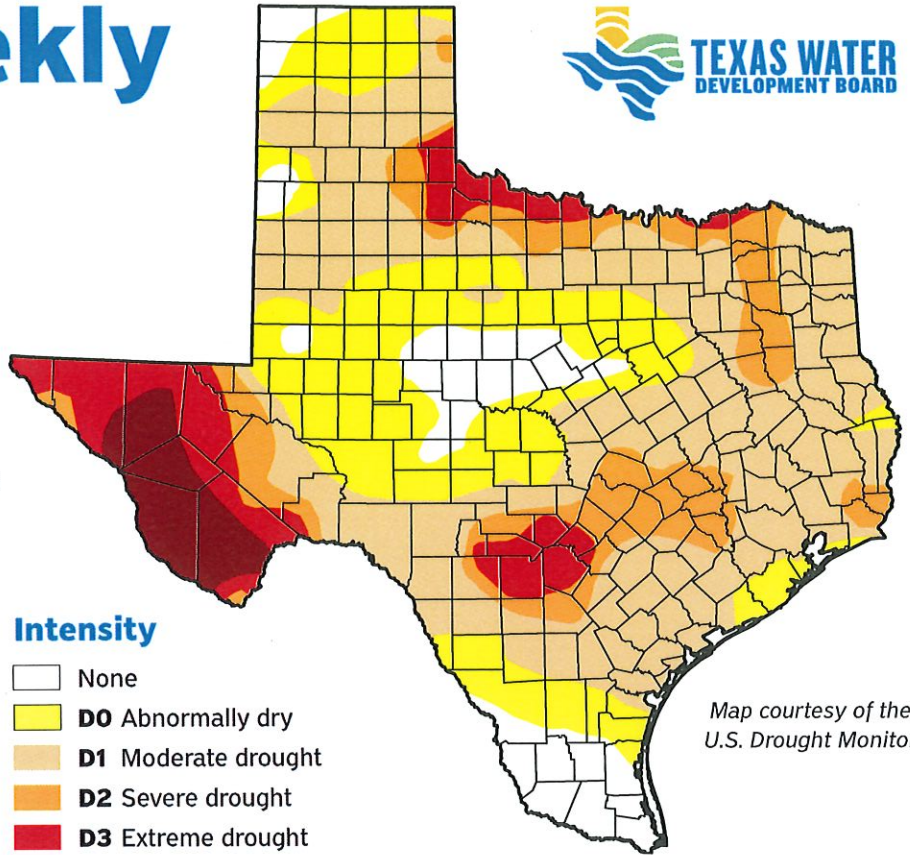 ekly
TEXAS WATER
DEVELOPMENT BOARD
Intensity
None
D0 Abnormally dry
D1 Moderate drought
D2 Severe drought
D3 Extreme drought
Map courtesy of the
U.S. Drought Monito